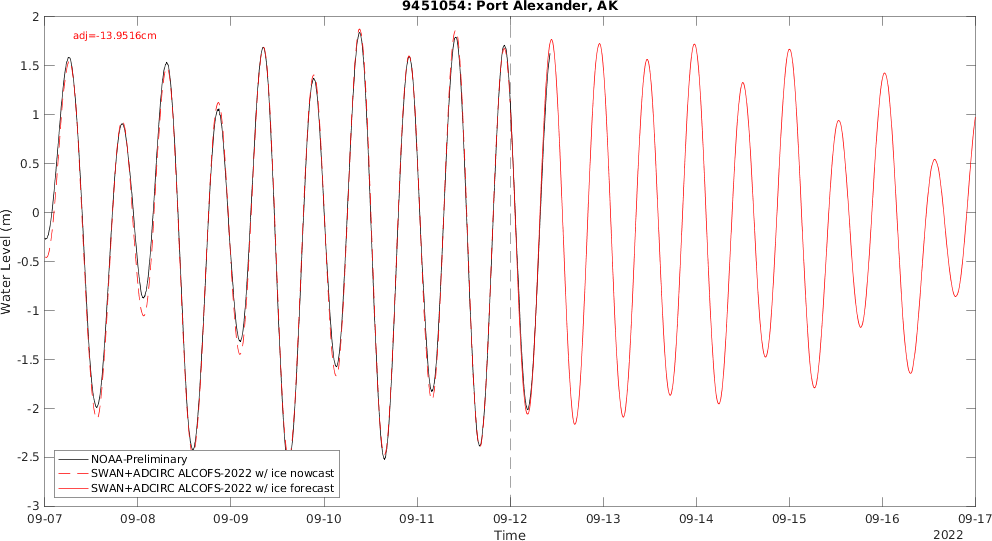 9451054: Port Alexander, AK
adj=-13.9516cm
2
1.5
1
0.5
0
-0.5
-1
-1.5
-2
-2.5
-3
Water Level (m)
NOAA-Preliminary
SWAN+ADCIRC ALCOFS-2022 w/ ice nowcast
SWAN+ADCIRC ALCOFS-2022 w/ ice forecast
09-07 09-08 09-09 09-10 09-11 09-12 09-13 09-14 09-15 09-16 09-17
Time
2022